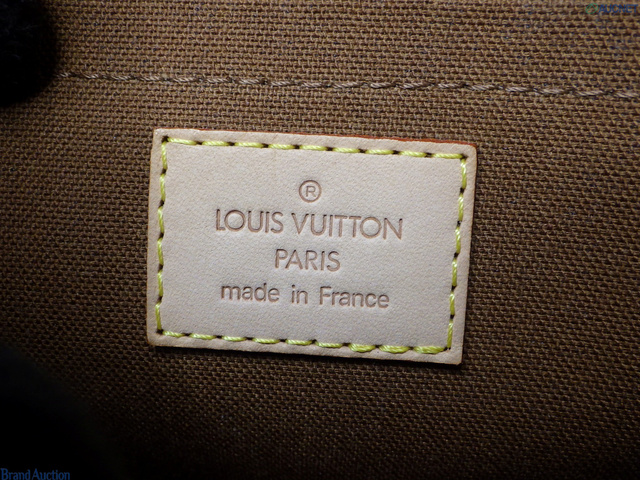 ®
LOUIS VUITTON
PARIS
made in France
Brand Auction